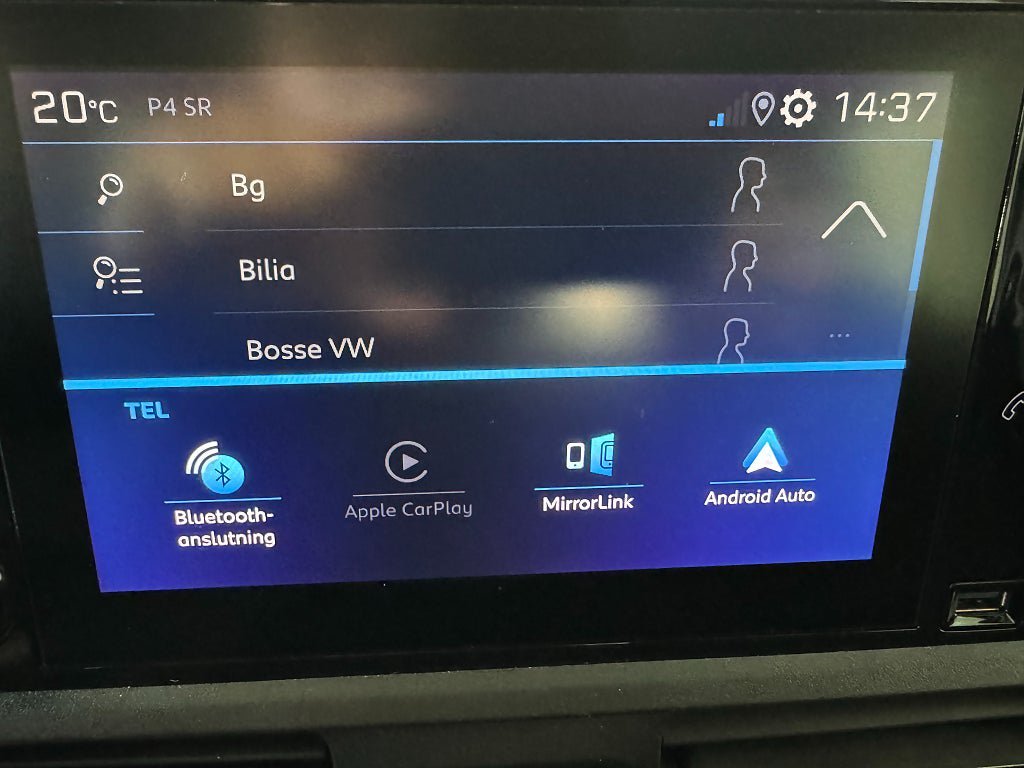 20°C P4 SR 14:37
Bg
Bilia
Bosse VW
TEL
Bluetooth-
anslutning
Apple CarPlay
MirrorLink
Android Auto